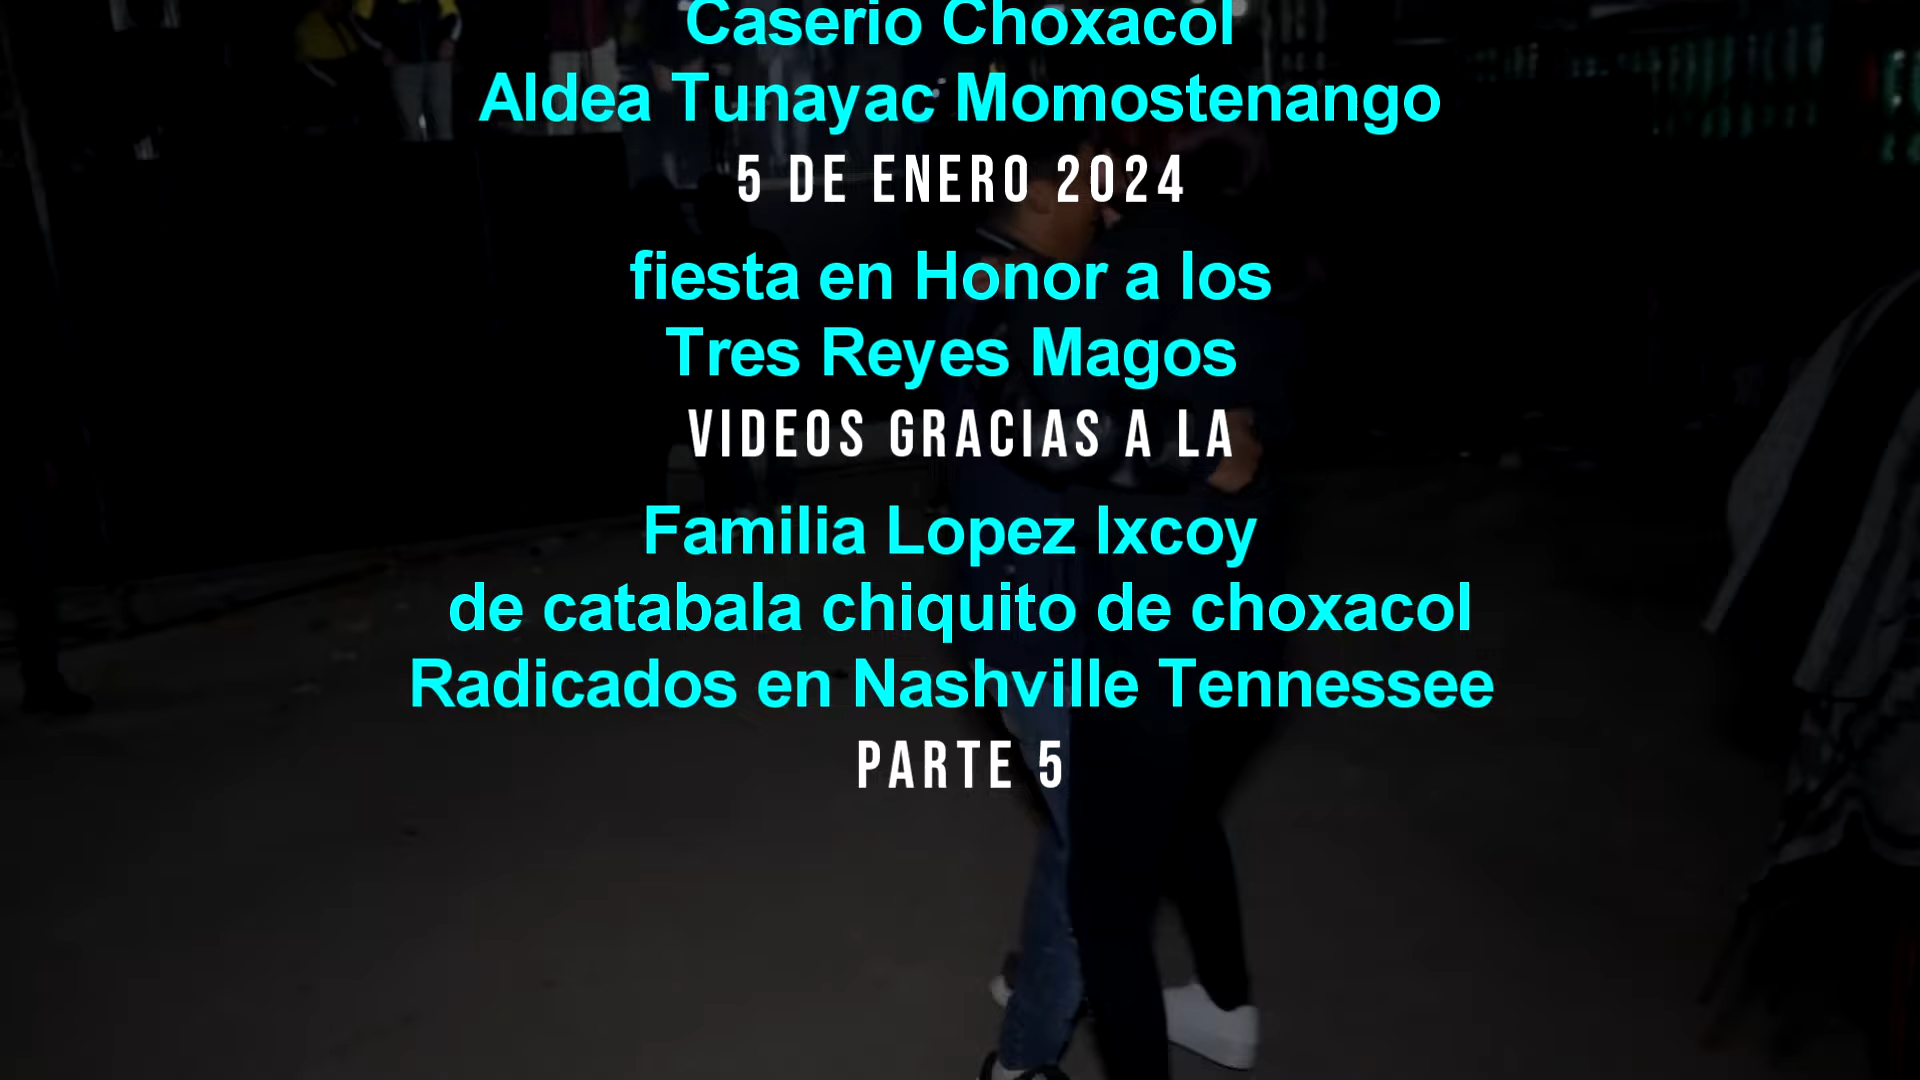 Caserio Choxacol
Aldea Tunayac Momostenango
5 DE ENERO 2024
fiesta en Honor a los
Tres Reyes Magos
VIDEOS GRACIAS A LA
Familia Lopez Ixcoy
de catabala chiquito de choxacol
Radicados en Nashville Tennessee
PARTE 5